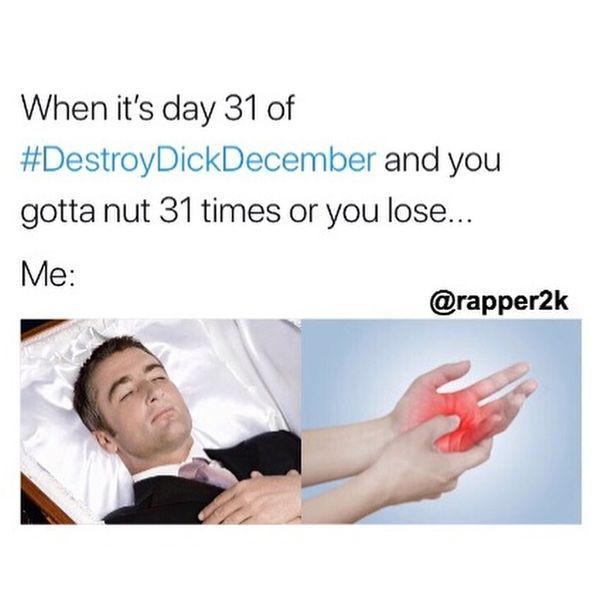 When it's day 31 of
#DestroyDickDecember and you
gotta nut 31 times or you lose...
Me:
@rapper2k